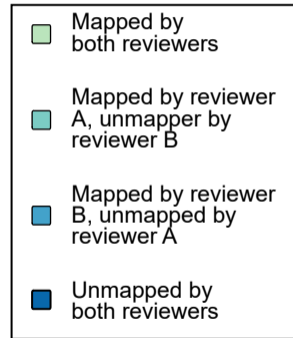 Mapped by
both reviewers
Mapped by reviewer
A, unmapper by
reviewer B
Mapped by reviewer
B, unmapped by
reviewer A
Unmapped by
both reviewers